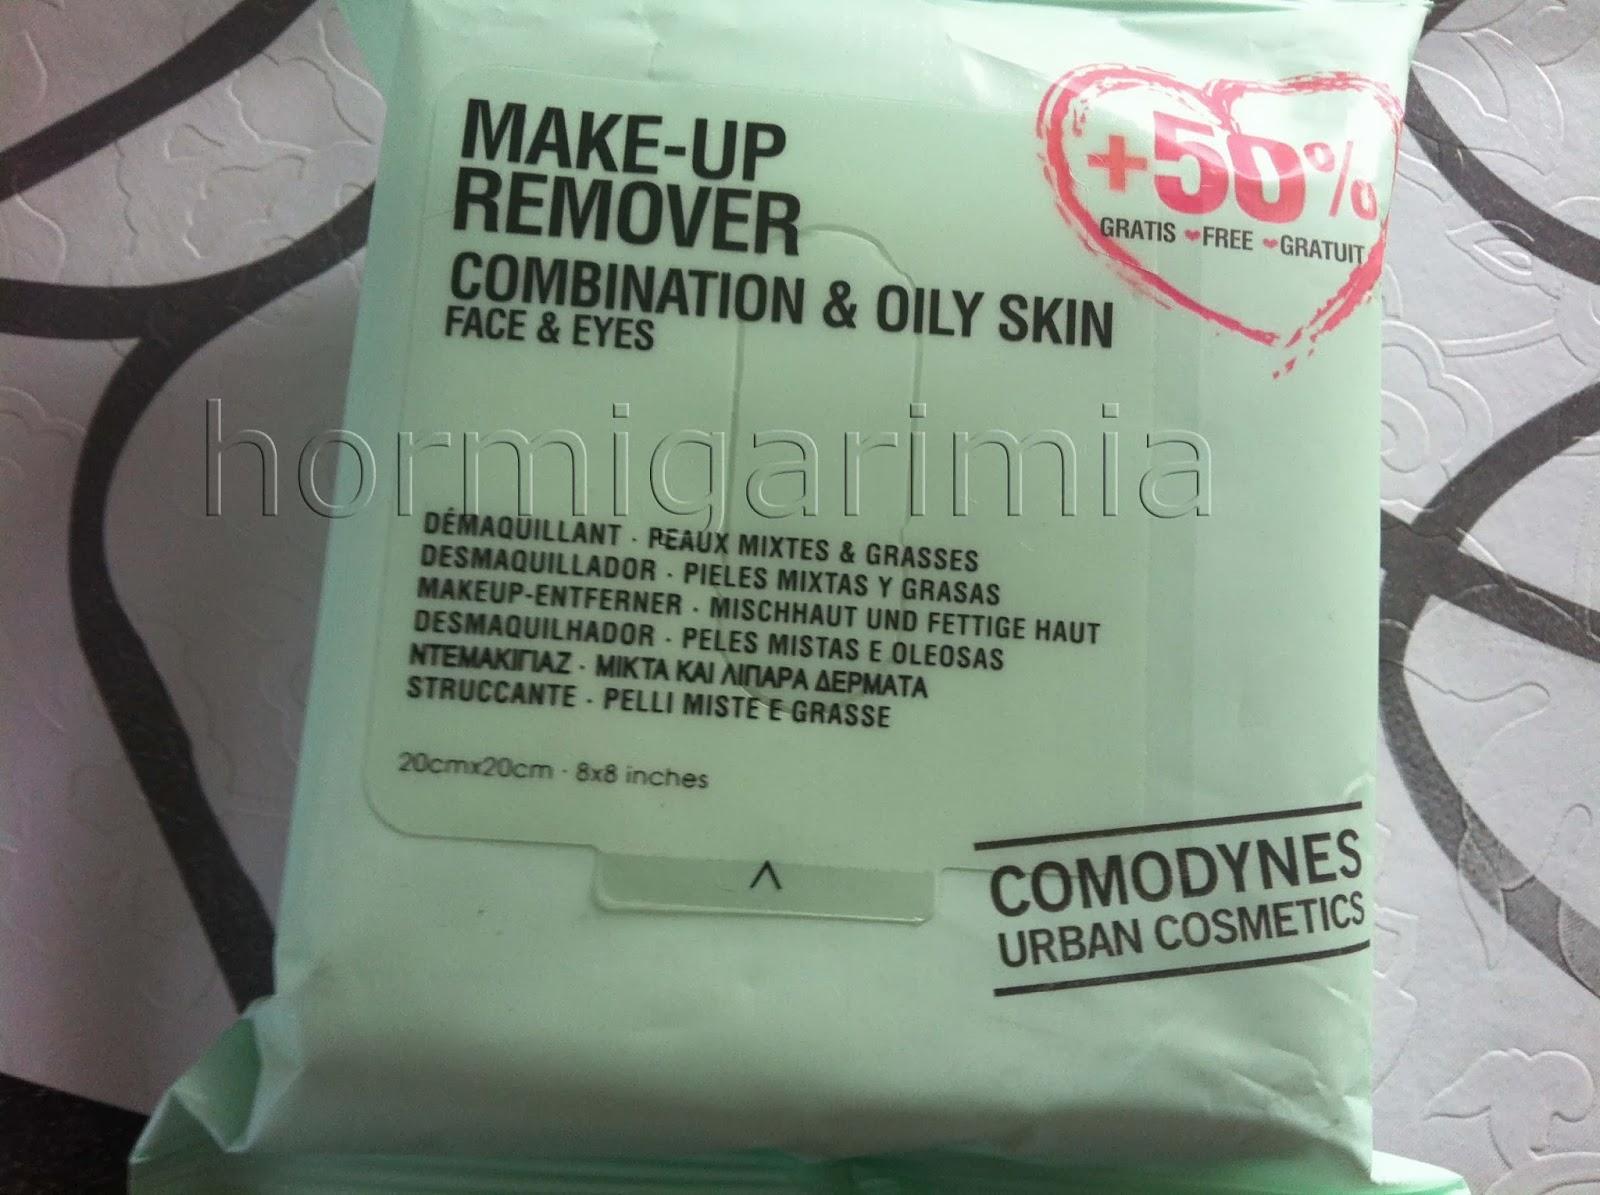 MAKE-UP
REMOVER
COMBINATION & OILY SKIN
FACE & EYES
+50%
GRATIS ❤FREE ❤GRATUIT
hormigarimia
DÉMAQUILLANT · PEAUX MIXTES & GRASSES
DESMAQUILLADOR · PIELES MIXTAS Y GRASAS
MAKEUP-ENTFERNER · MISCHHAUT UND FETTIGE HAUT
DESMAQUILHADOR · PELES MISTAS E OLEOSAS
ΝΤΕΜΑΚΙΓΙΑΖ · ΜΙΚΤΑ ΚΑΙ ΛΙΠΑΡΑ ΔΕΡΜΑΤΑ
STRUCCANTE · PELLI MISTE E GRASSE
20cmx20cm · 8x8 inches
COMODYNES
URBAN COSMETICS